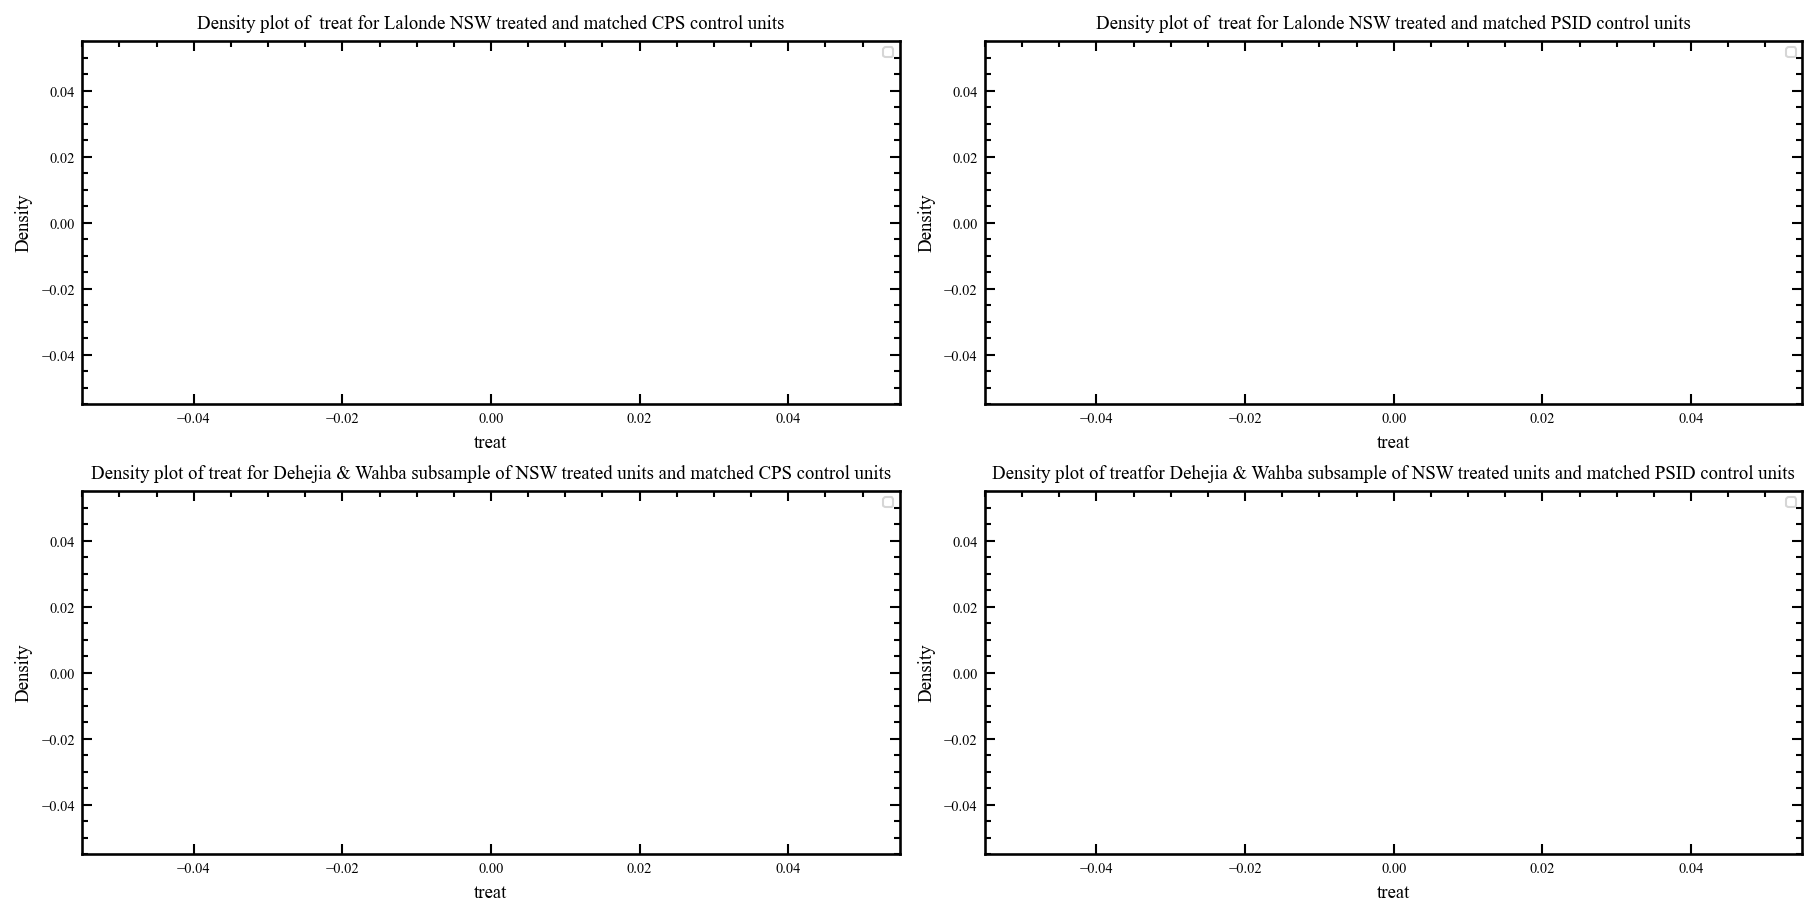 Density plot of  treat for Lalonde NSW treated and matched CPS control units
0.04
0.02
0.00
−0.02
−0.04
Density
−0.04 −0.02 0.00 0.02 0.04
treat
Density plot of  treat for Lalonde NSW treated and matched PSID control units
0.04
0.02
0.00
−0.02
−0.04
Density
−0.04 −0.02 0.00 0.02 0.04
treat
Density plot of treat for Dehejia & Wahba subsample of NSW treated units and matched CPS control units
0.04
0.02
0.00
−0.02
−0.04
Density
−0.04 −0.02 0.00 0.02 0.04
treat
Density plot of treatfor Dehejia & Wahba subsample of NSW treated units and matched PSID control units
0.04
0.02
0.00
−0.02
−0.04
Density
−0.04 −0.02 0.00 0.02 0.04
treat